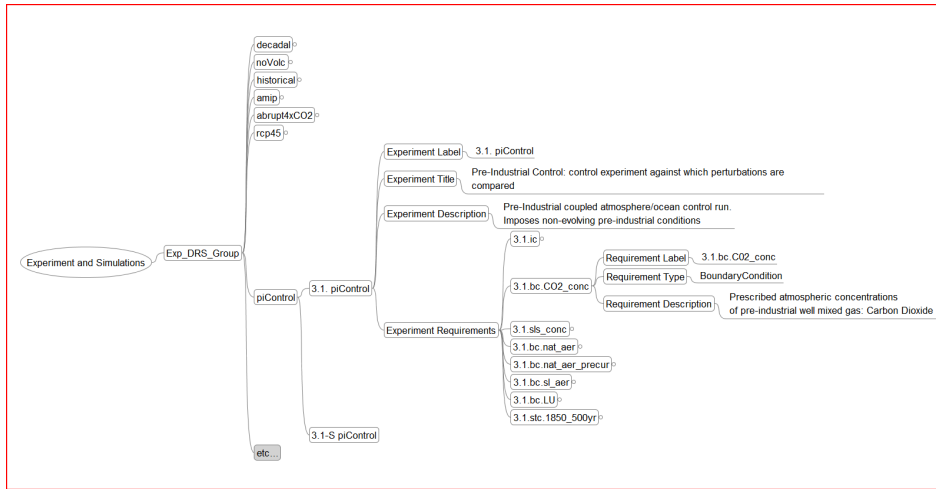 decadal
noVolc
historical
amip
abrupt4xCO2
rcp45
Experiment Label
3.1. piControl
Experiment Title
Pre-Industrial Control: control experiment against which perturbations are
compared
Experiment Description
Pre-Industrial coupled atmosphere/ocean control run.
Imposes non-evolving pre-industrial conditions
Experiment and Simulations
Exp_DRS_Group
piControl
3.1. piControl
Experiment Requirements
3.1.ic
3.1.bc.CO2_conc
Requirement Label
3.1.bc.C02_conc
Requirement Type
BoundaryCondition
Requirement Description
Prescribed atmospheric concentrations
of pre-industrial well mixed gas: Carbon Dioxide
3.1.sls_conc
3.1.bc.nat_aer
3.1.bc.nat_aer_precur
3.1.bc.sl_aer
3.1.bc.LU
3.1.stc.1850_500yr
3.1-S piControl
etc...